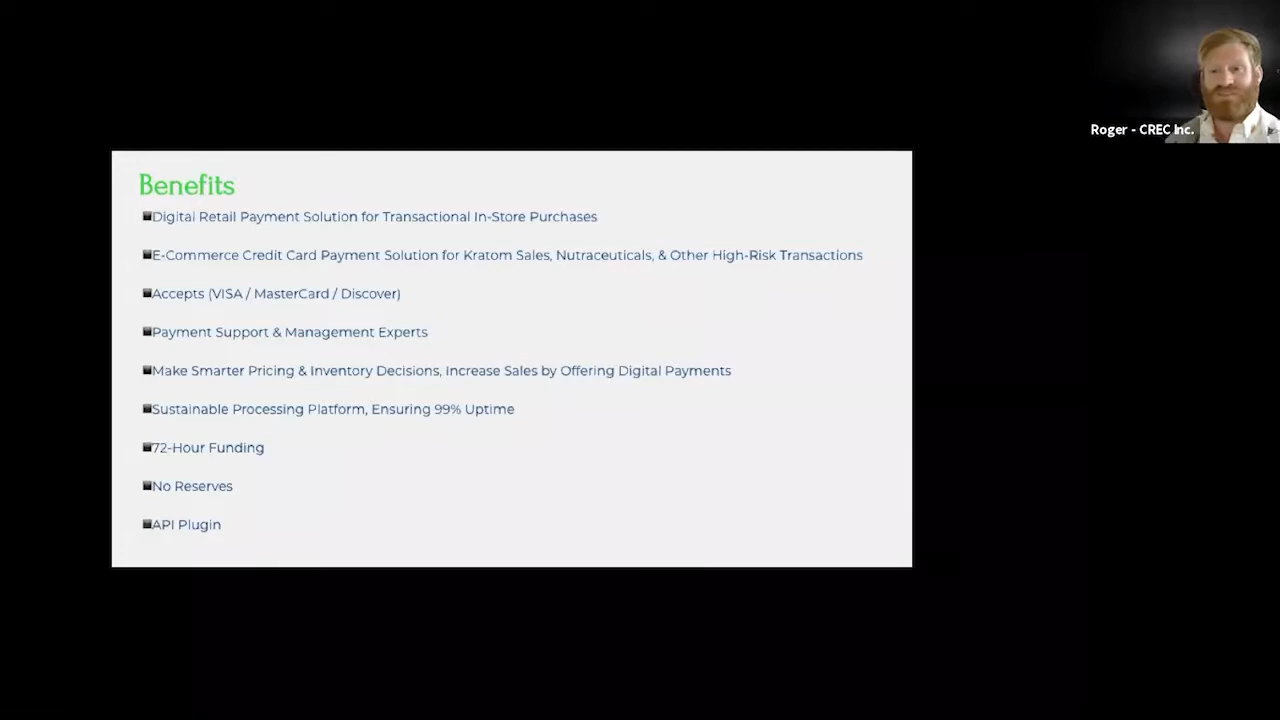 Roger - CREC Inc.
Benefits
Digital Retail Payment Solution for Transactional In-Store Purchases
E-Commerce Credit Card Payment Solution for Kratom Sales, Nutraceuticals, & Other High-Risk Transactions
Accepts (VISA / MasterCard / Discover)
Payment Support & Management Experts
Make Smarter Pricing & Inventory Decisions, Increase Sales by Offering Digital Payments
Sustainable Processing Platform, Ensuring 99% Uptime
72-Hour Funding
No Reserves
API Plugin